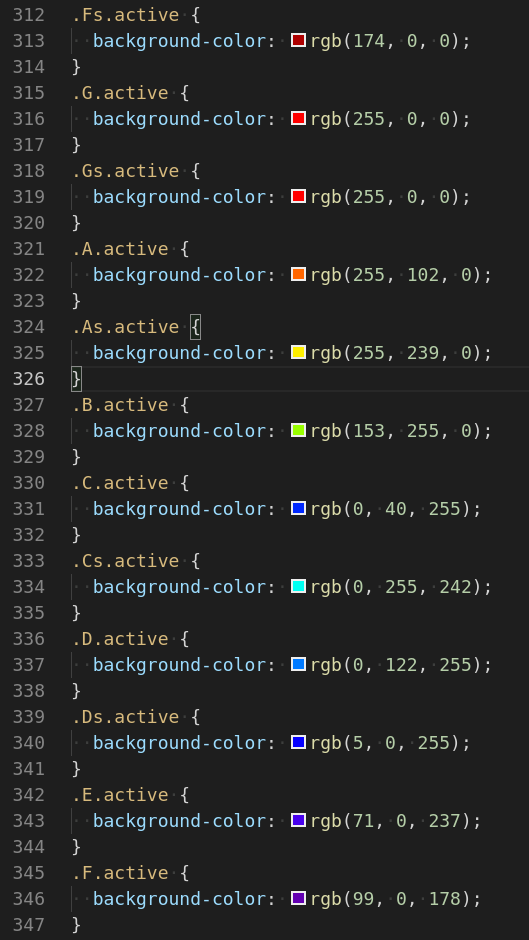 312 .Fs.active {
313   background-color: rgb(174, 0, 0);
314 }
315 .G.active {
316   background-color: rgb(255, 0, 0);
317 }
318 .Gs.active {
319   background-color: rgb(255, 0, 0);
320 }
321 .A.active {
322   background-color: rgb(255, 102, 0);
323 }
324 .As.active {
325   background-color: rgb(255, 239, 0);
326 }
327 .B.active {
328   background-color: rgb(153, 255, 0);
329 }
330 .C.active {
331   background-color: rgb(0, 40, 255);
332 }
333 .Cs.active {
334   background-color: rgb(0, 255, 242);
335 }
336 .D.active {
337   background-color: rgb(0, 122, 255);
338 }
339 .Ds.active {
340   background-color: rgb(5, 0, 255);
341 }
342 .E.active {
343   background-color: rgb(71, 0, 237);
344 }
345 .F.active {
346   background-color: rgb(99, 0, 178);
347 }